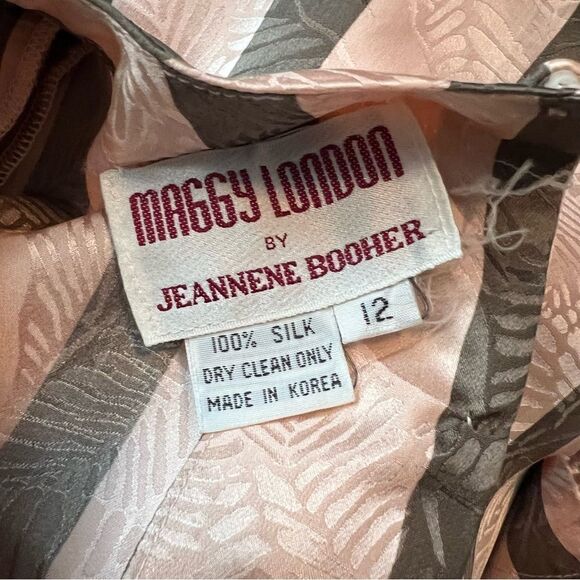 MAGGY LONDON
BY
JEANNENE BOOHER
12
100% SILK
DRY CLEAN ONLY
MADE IN KOREA